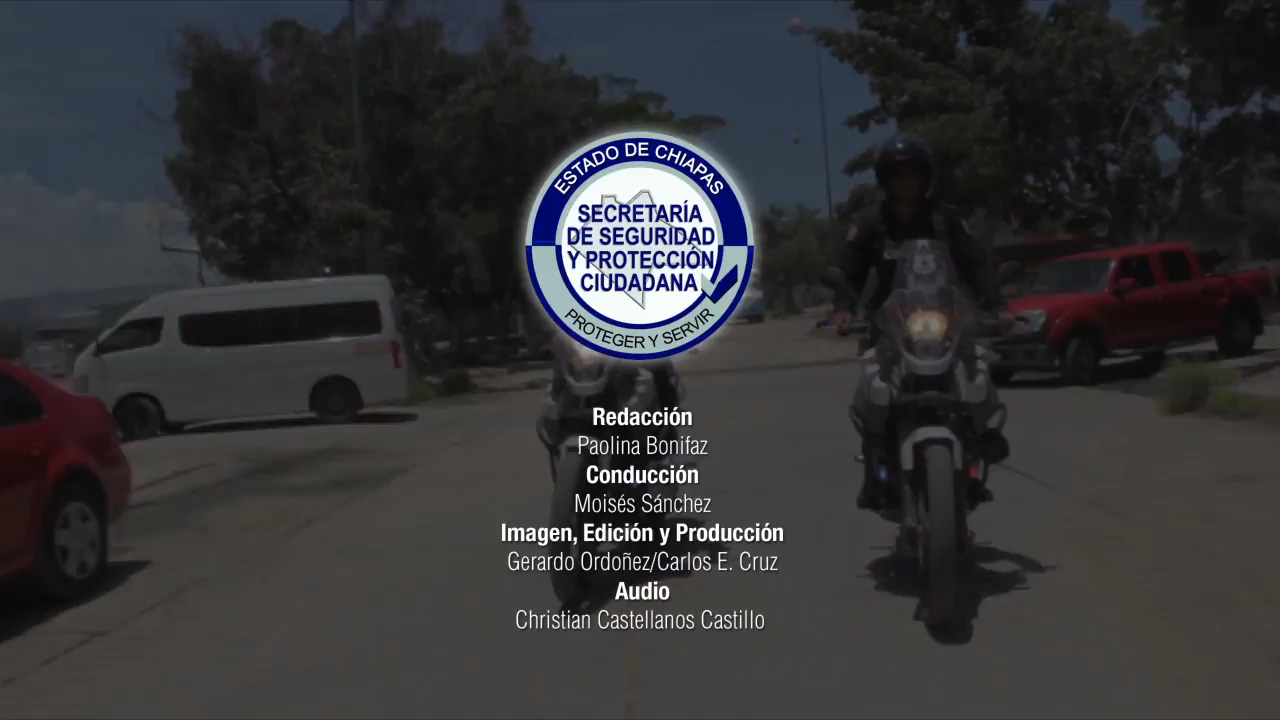 ESTADO DE CHIAPAS
SECRETARÍA
DE SEGURIDAD
Y PROTECCIÓN
CIUDADANA
PROTEGER Y SERVIR
Redacción
Paolina Bonifaz
Conducción
Moisés Sánchez
Imagen, Edición y Producción
Gerardo Ordoñez/Carlos E. Cruz
Audio
Christian Castellanos Castillo